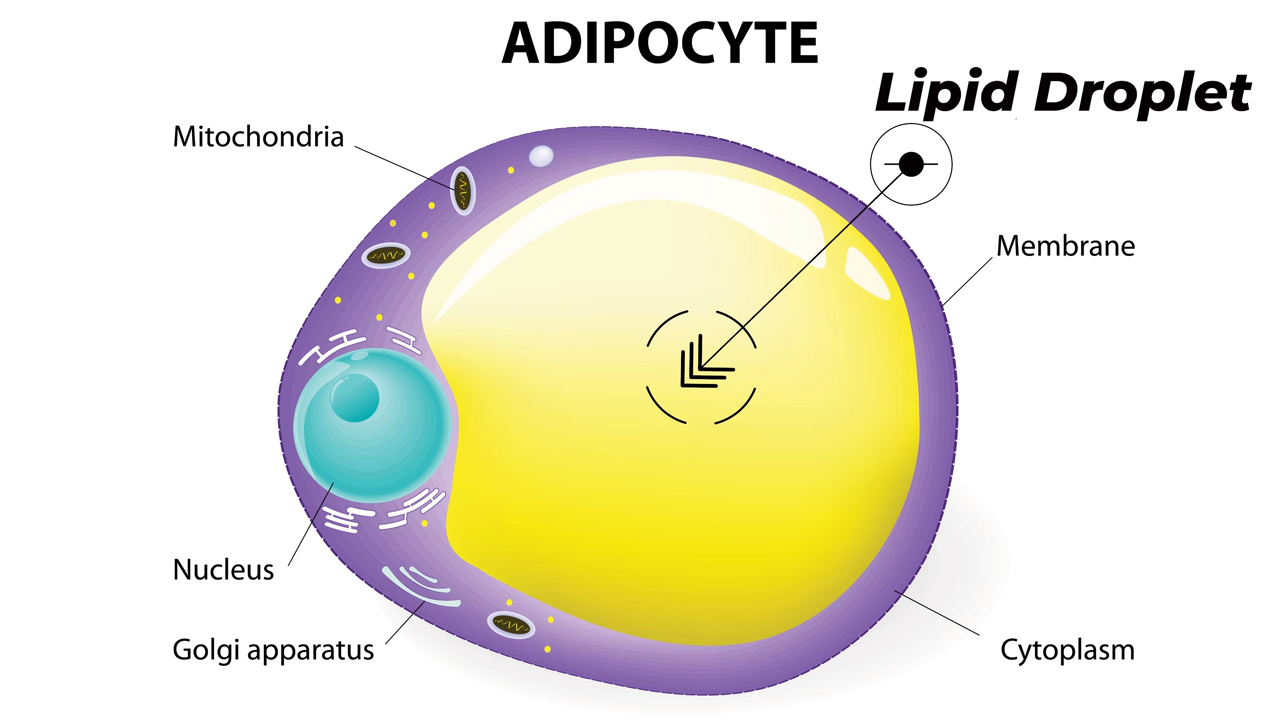 ADIPOCYTE
Lipid Droplet
Mitochondria
Membrane
Nucleus
Golgi apparatus
Cytoplasm